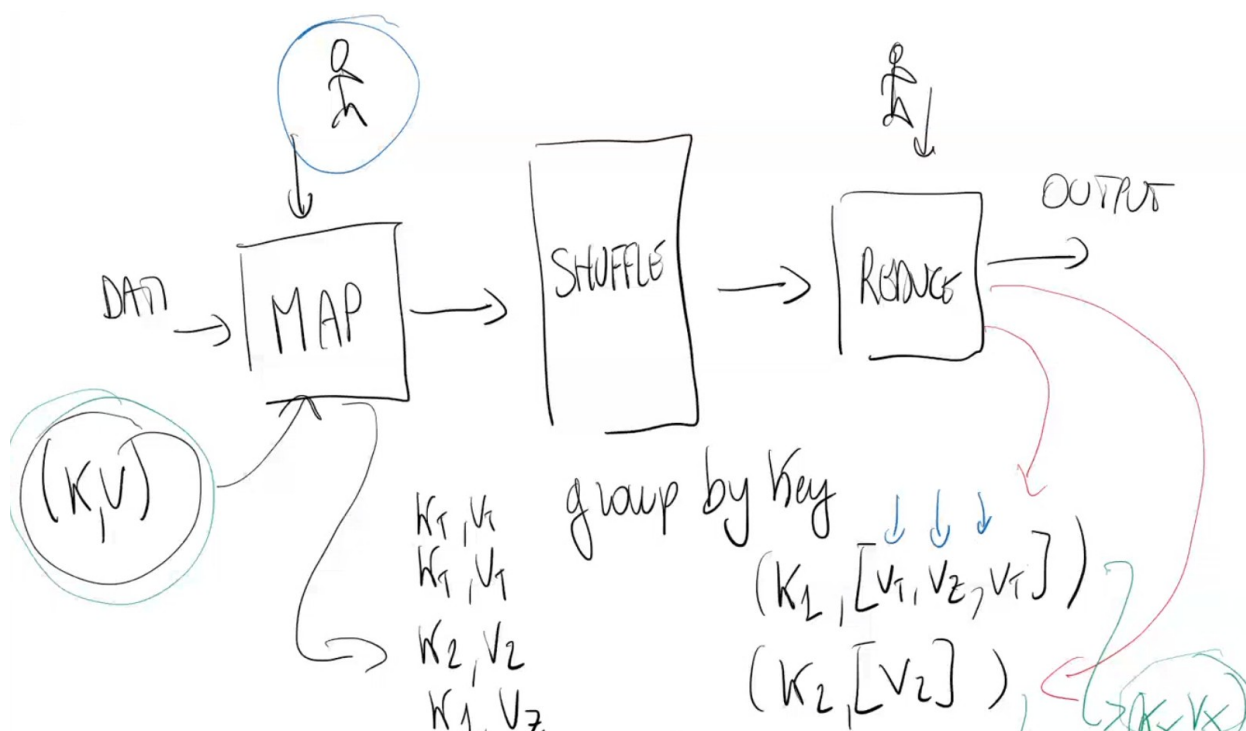 DATA
MAP
SHUFFLE
REDUCE
OUTPUT
(K,V)
group by key
K1,V1
K1,V1
K2,V2
K1,V2
(K1,[V1,V2,V1])
(K2,[V2])